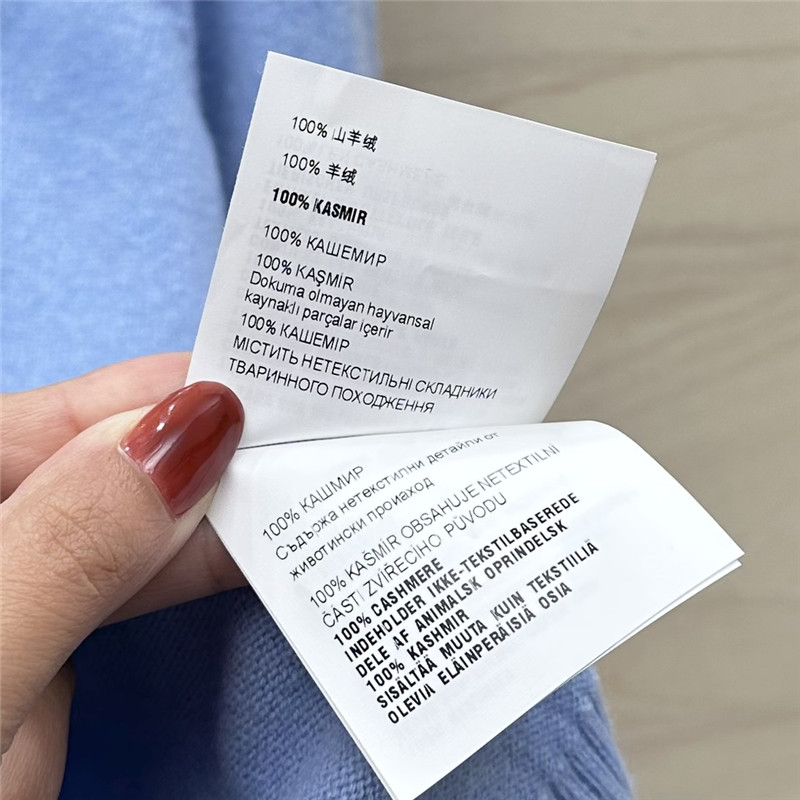 100% 山羊绒
100% 羊绒
100% KASMIR
100% КАШЕМИР
100% KAŞMİR
Dokuma olmayan hayvansal
kaynaklı parçalar içerir
100% КАШЕМІР
МІСТИТЬ НЕТЕКСТИЛЬНІ СКЛАДНИКИ
ТВАРИННОГО ПОХОДЖЕННЯ
100% КАШМИР
Съдържа нетекстилни детайли от
животински произход
100% KAŠMÍR OBSAHUJE NETEXTILNÍ
ČÁSTI ZVÍŘECÍHO PŮVODU
100% CASHMERE
INDEHOLDER IKKE-TEKSTILBASEREDE
DELE AF ANIMALSK OPRINDELSK
100% KASHMIR
SISÄLTÄÄ MUUTA KUIN TEKSTIILIÄ
OLEVIA ELÄINPERÄISIÄ OSIA